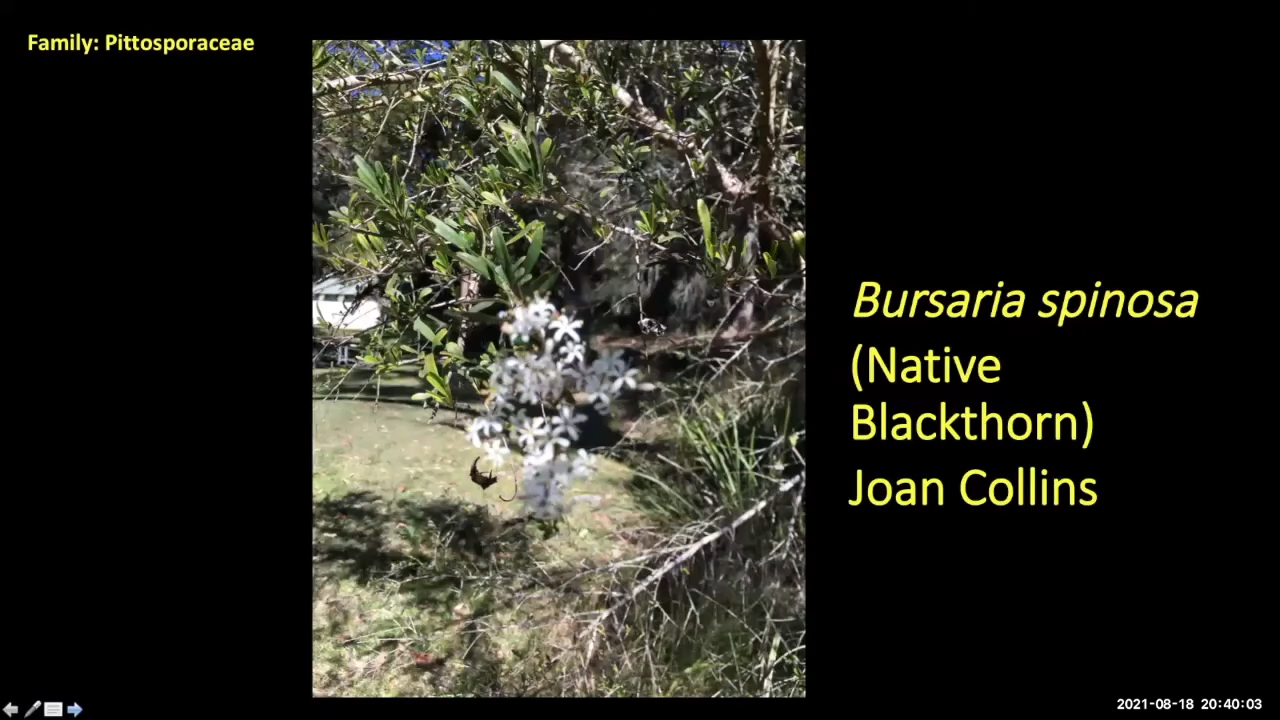 Family: Pittosporaceae
Bursaria spinosa
(Native
Blackthorn)
Joan Collins
2021-08-18 20:40:03